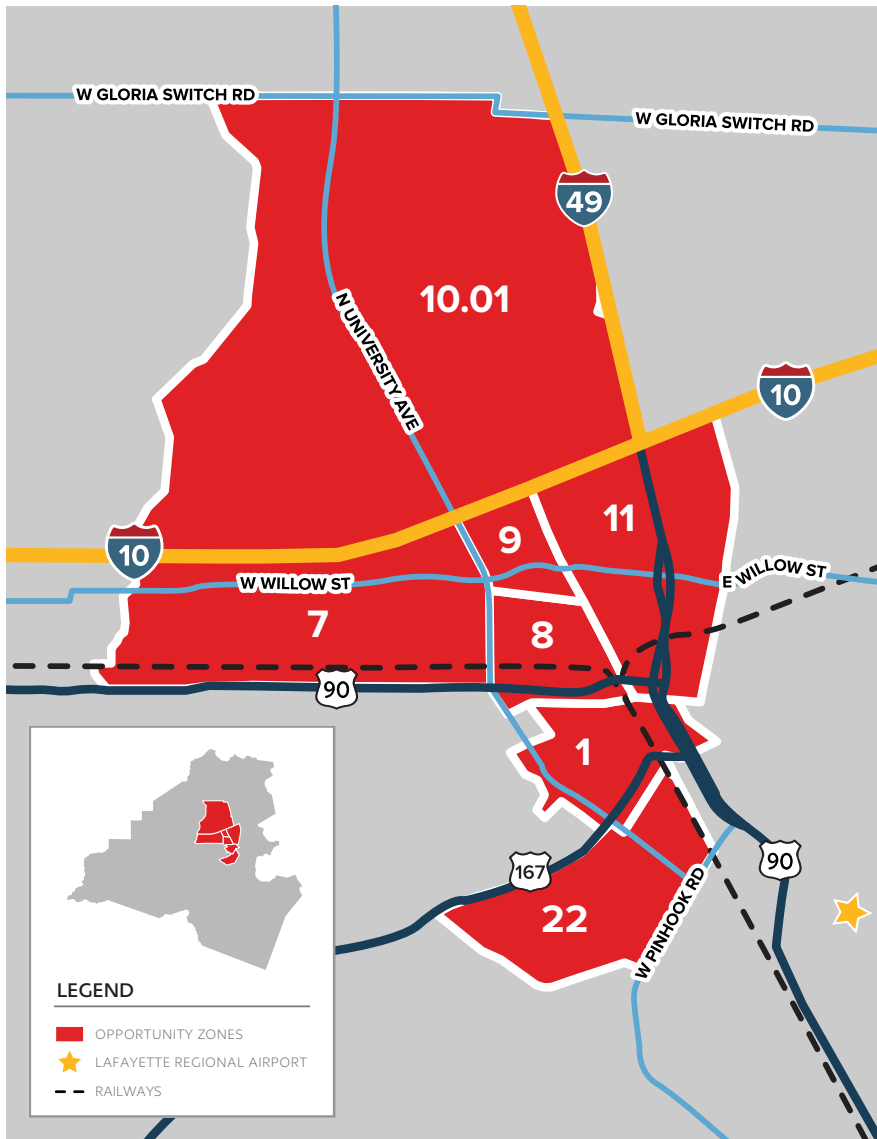 W GLORIA SWITCH RD
W GLORIA SWITCH RD
49
10.01
N UNIVERSITY AVE
10
11
9
10
W WILLOW ST
E WILLOW ST
7
8
90
1
90
167
22
W PINHOOK RD
LEGEND
OPPORTUNITY ZONES
LAFAYETTE REGIONAL AIRPORT
RAILWAYS